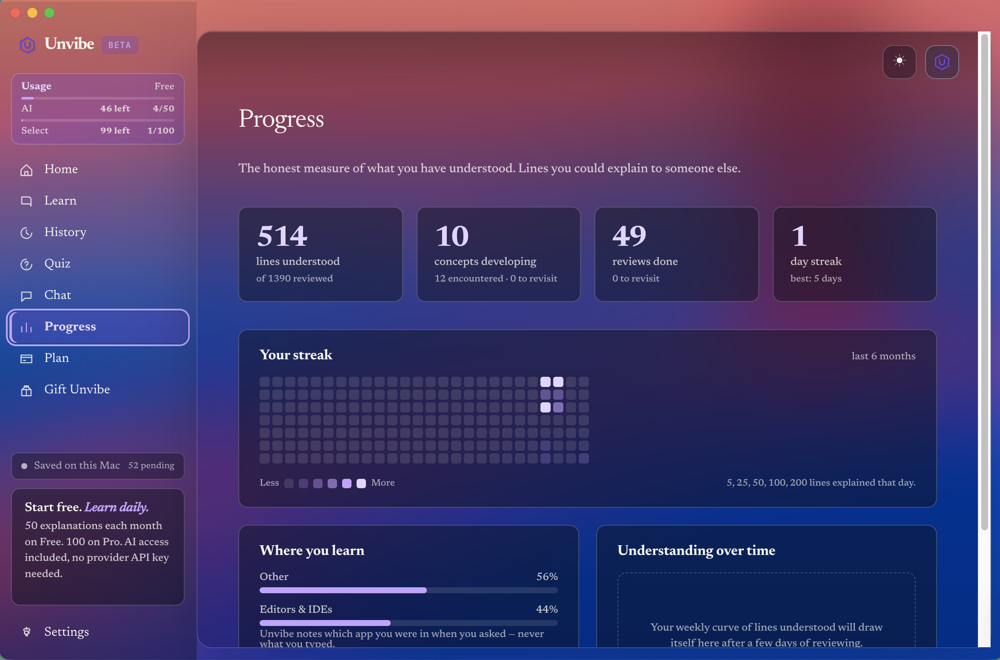 Unvibe BETA
Usage Free
AI 46 left 4/50
Select 99 left 1/100
Home
Learn
History
Quiz
Chat
Progress
Plan
Gift Unvibe
Saved on this Mac 52 pending
Start free. Learn daily.
50 explanations each month
on Free. 100 on Pro. AI access
included, no provider API key
needed.
Settings
Progress
The honest measure of what you have understood. Lines you could explain to someone else.
514
lines understood
of 1390 reviewed
10
concepts developing
12 encountered · 0 to revisit
49
reviews done
0 to revisit
1
day streak
best: 5 days
Your streak last 6 months
Less More 5, 25, 50, 100, 200 lines explained that day.
Where you learn
Other 56%
Editors & IDEs 44%
Unvibe notes which app you were in when you asked – never
what you typed.
Understanding over time
Your weekly curve of lines understood will draw
itself here after a few days of reviewing.